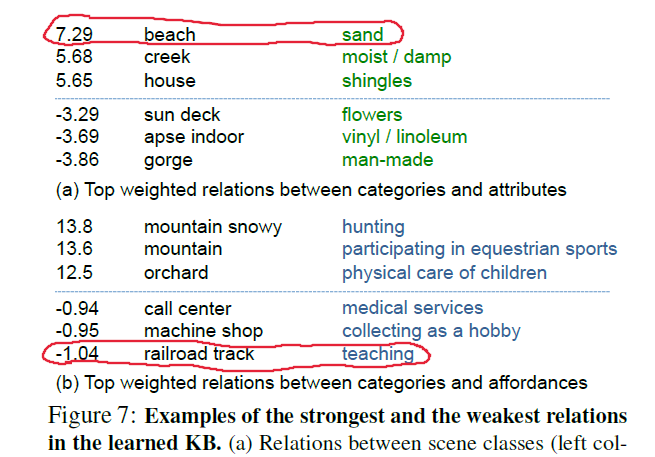 7.29 beach sand
5.68 creek moist / damp
5.65 house shingles
-3.29 sun deck flowers
-3.69 apse indoor vinyl / linoleum
-3.86 gorge man-made
(a) Top weighted relations between categories and attributes
13.8 mountain snowy hunting
13.6 mountain participating in equestrian sports
12.5 orchard physical care of children
-0.94 call center medical services
-0.95 machine shop collecting as a hobby
-1.04 railroad track teaching
(b) Top weighted relations between categories and affordances
Figure 7: Examples of the strongest and the weakest relations
in the learned KB. (a) Relations between scene classes (left col-